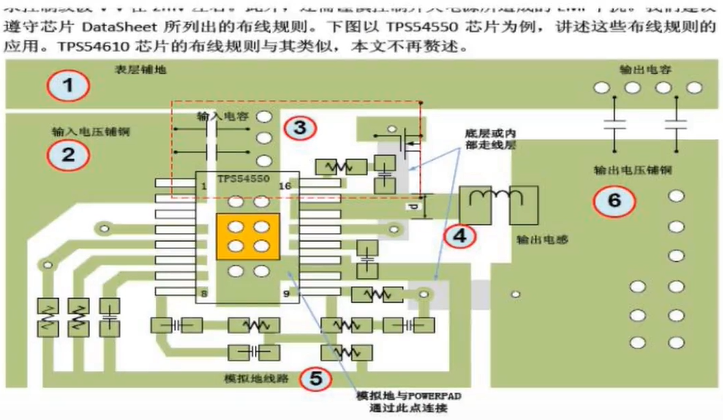 遵守芯片 DataSheet 所列出的布线规则。下图以 TPS54550 芯片为例，讲述这些布线规则的
应用。TPS54610 芯片的布线规则与其类似，本文不再赘述。
1
表层铺地
输出电容
输入电容
3
2
输入电压铺铜
底层或内
部走线层
TPS54550
1
16
输出电压铺铜
6
d
4
输出电感
8
9
模拟地线路
5
模拟地与POWERPAD
通过此点连接